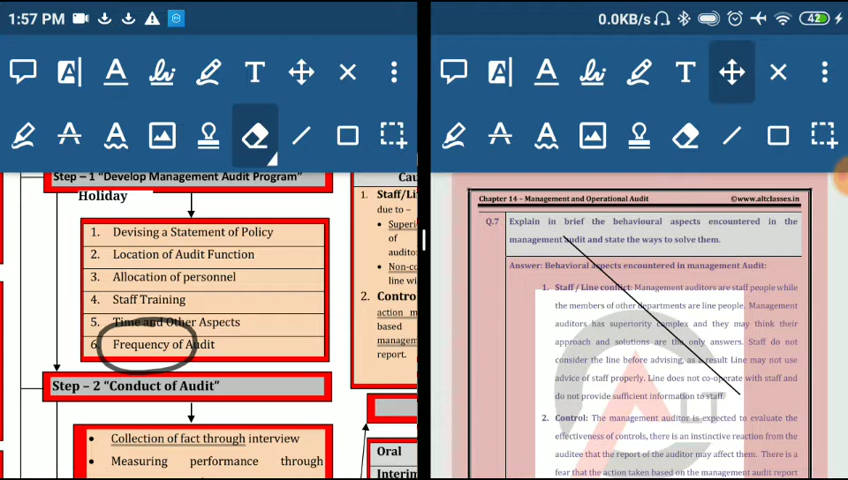 1:57 PM
0.0KB/s
42
Step – 1 "Develop Management Audit Program"
Holiday
1. Devising a Statement of Policy
2. Location of Audit Function
3. Allocation of personnel
4. Staff Training
5. Time and Other Aspects
6. Frequency of Audit
Step – 2 "Conduct of Audit"
• Collection of fact through interview
• Measuring performance through
Cau
1. Staff/Li
due to –
• Superi
of
audito
• Non-co
line wi
2. Control
action m
based
managem
report.
Oral
Interim
Chapter 14 – Management and Operational Audit ©www.altclasses.in
Q.7 Explain in brief the behavioural aspects encountered in the
management audit and state the ways to solve them.
Answer: Behavioral aspects encountered in management Audit:
1. Staff / Line conflict: Management auditors are staff people while
the members of other departments are line people. Management
auditors has superiority complex and they may think their
approach and solutions are the only answers. Staff do not
consider the line before advising, as a result Line may not use
advice of staff properly. Line does not co-operate with staff and
do not provide sufficient information to staff.
2. Control: The management auditor is expected to evaluate the
effectiveness of controls, there is an instinctive reaction from the
auditee that the report of the auditor may affect them. There is a
fear that the action taken based on the management audit report